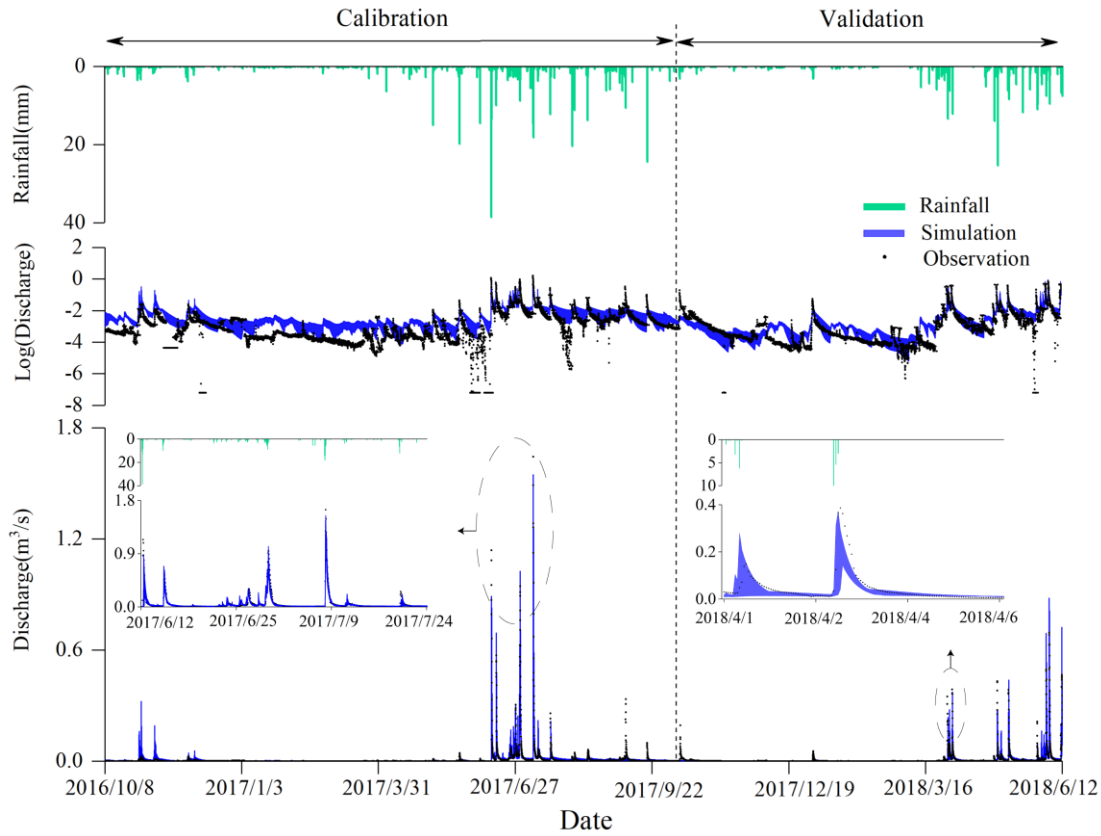 Calibration Validation
0
20
40
Rainfall(mm)
Rainfall
Simulation
Observation
2
0
-2
-4
-6
-8
Log(Discharge)
1.8
1.2
0.6
0.0
Discharge(m³/s)
0
20
40
1.8
0.9
0.0
2017/6/12 2017/6/25 2017/7/9 2017/7/24
0
5
10
0.4
0.2
0.0
2018/4/1 2018/4/2 2018/4/4 2018/4/6
2016/10/8 2017/1/3 2017/3/31 2017/6/27 2017/9/22 2017/12/19 2018/3/16 2018/6/12
Date